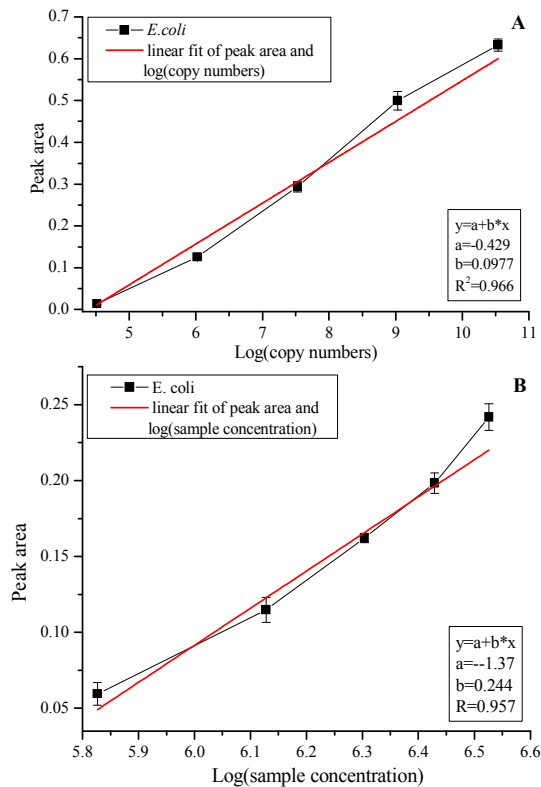 A
E.coli
linear fit of peak area and
log(copy numbers)
0.7
0.6
0.5
0.4
0.3
0.2
0.1
0.0
Peak area
y=a+b*x
a=-0.429
b=0.0977
R²=0.966
5 6 7 8 9 10 11
Log(copy numbers)
B
E. coli
linear fit of peak area and
log(sample concentration)
0.25
0.20
0.15
0.10
0.05
Peak area
y=a+b*x
a=--1.37
b=0.244
R=0.957
5.8 5.9 6.0 6.1 6.2 6.3 6.4 6.5 6.6
Log(sample concentration)